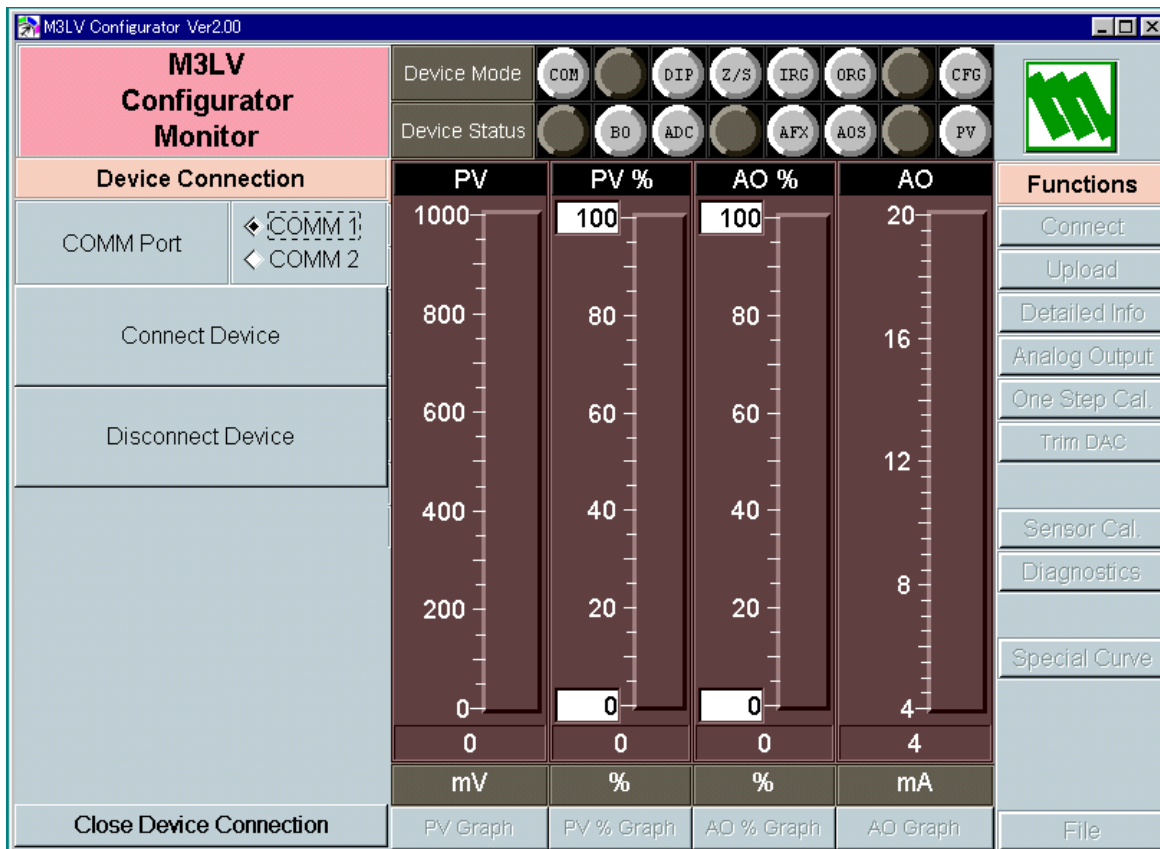 M3LV Configurator Ver2.00
M3LV
Configurator
Monitor
Device Mode
COM
DIP
Z/S
IRG
ORG
CFG
Device Status
BO
ADC
AFX
AOS
PV
Device Connection
COMM Port
COMM 1
COMM 2
Connect Device
Disconnect Device
Close Device Connection
PV
1000
800
600
400
200
0
0
mV
PV Graph
PV %
100
80
60
40
20
0
0
%
PV % Graph
AO %
100
80
60
40
20
0
0
%
AO % Graph
AO
20
16
12
8
4
4
mA
AO Graph
Functions
Connect
Upload
Detailed Info
Analog Output
One Step Cal.
Trim DAC
Sensor Cal.
Diagnostics
Special Curve
File